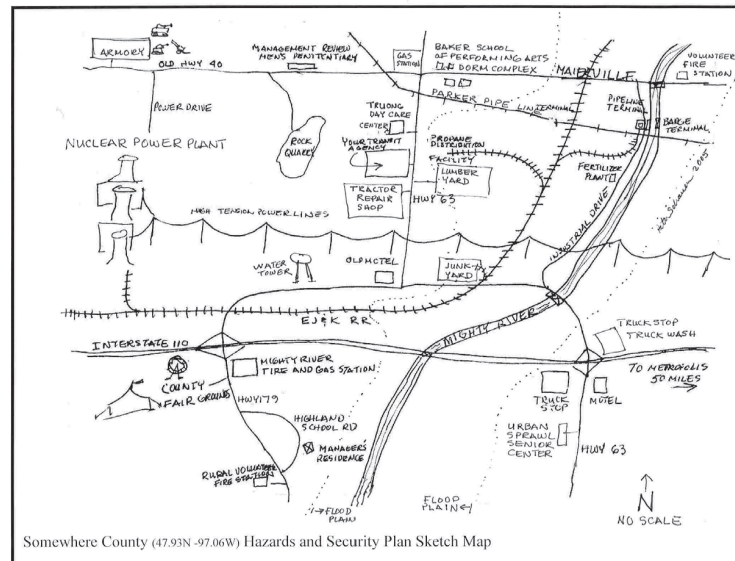 ARMORY
OLD HWY 40
MANAGEMENT REVIEW
MEN'S PENITENTIARY
GAS
STATION
BAKER SCHOOL
OF PERFORMING ARTS
DORM COMPLEX
MAIERVILLE
VOLUNTEER
FIRE
STATION
POWER DRIVE
PARKER PIPE LINE
TERMINAL
PIPELINE
TERMINAL
BARGE
TERMINAL
TRUONG
DAY CARE
CENTER
ROCK
QUARRY
YOUR TRANSIT
AGENCY
PROPANE
DISTRIBUTION
FACILITY
NUCLEAR POWER PLANT
LUMBER
YARD
FERTILIZER
PLANT
TRACTOR
REPAIR
SHOP
HWY 63
HIGH TENSION POWER LINES
INDUSTRIAL DRIVE
2005
WATER
TOWER
OLD MOTEL
JUNK
YARD
EJ&K RR
MIGHTY RIVER
TRUCK STOP
TRUCK WASH
INTERSTATE 110
MIGHTY RIVER
TIRE AND GAS STATION
TO METROPOLIS
50 MILES
COUNTY
FAIR GROUNDS
HWY 179
TRUCK
STOP
MOTEL
HIGHLAND
SCHOOL RD
MANAGER'S
RESIDENCE
URBAN
SPRAWL
SENIOR
CENTER
HWY 63
RURAL VOLUNTEER
FIRE STATION
FLOOD
PLAIN
FLOOD
PLAIN
N
NO SCALE
Somewhere County (47.93N -97.06W) Hazards and Security Plan Sketch Map